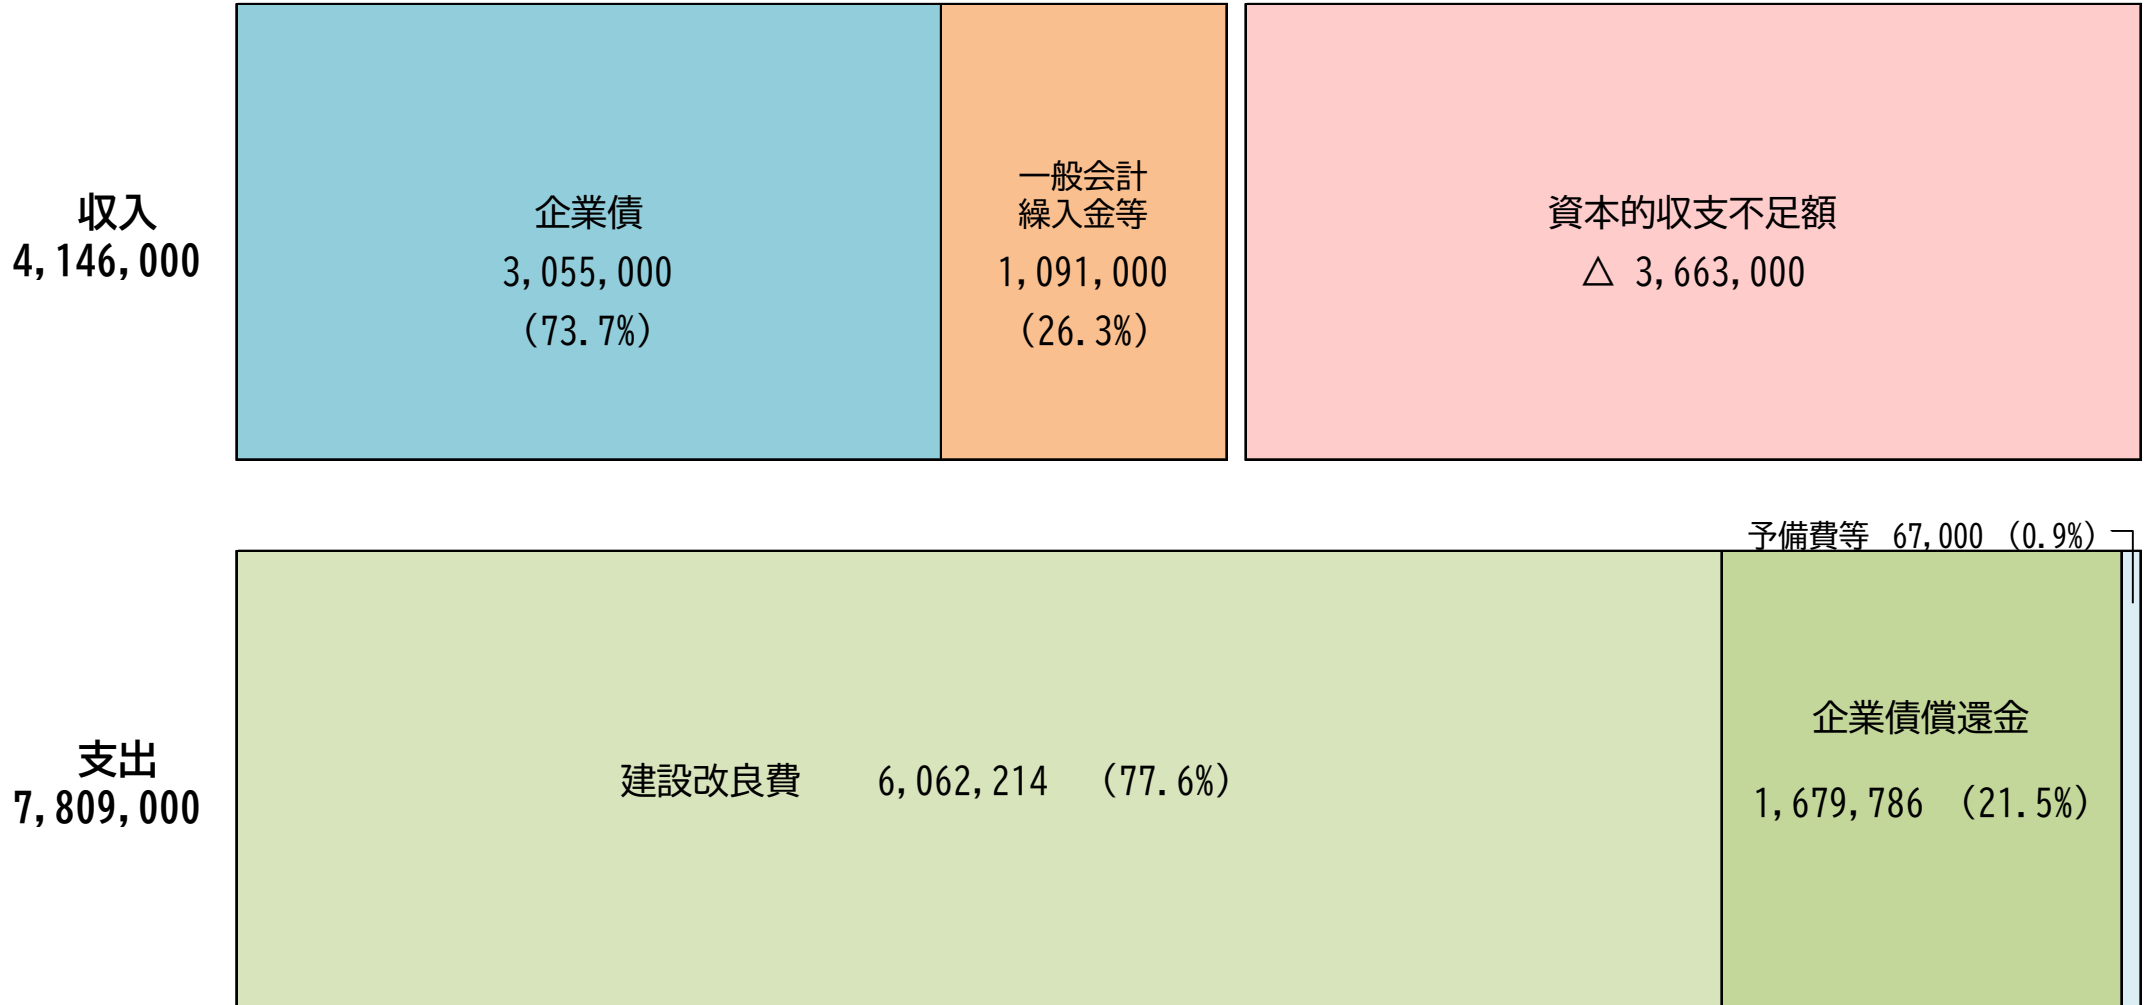 収入
4,146,000
企業債
3,055,000
(73.7%)
一般会計
繰入金等
1,091,000
(26.3%)
資本的収支不足額
△ 3,663,000
予備費等 67,000 (0.9%)
支出
7,809,000
建設改良費 6,062,214 (77.6%)
企業債償還金
1,679,786 (21.5%)